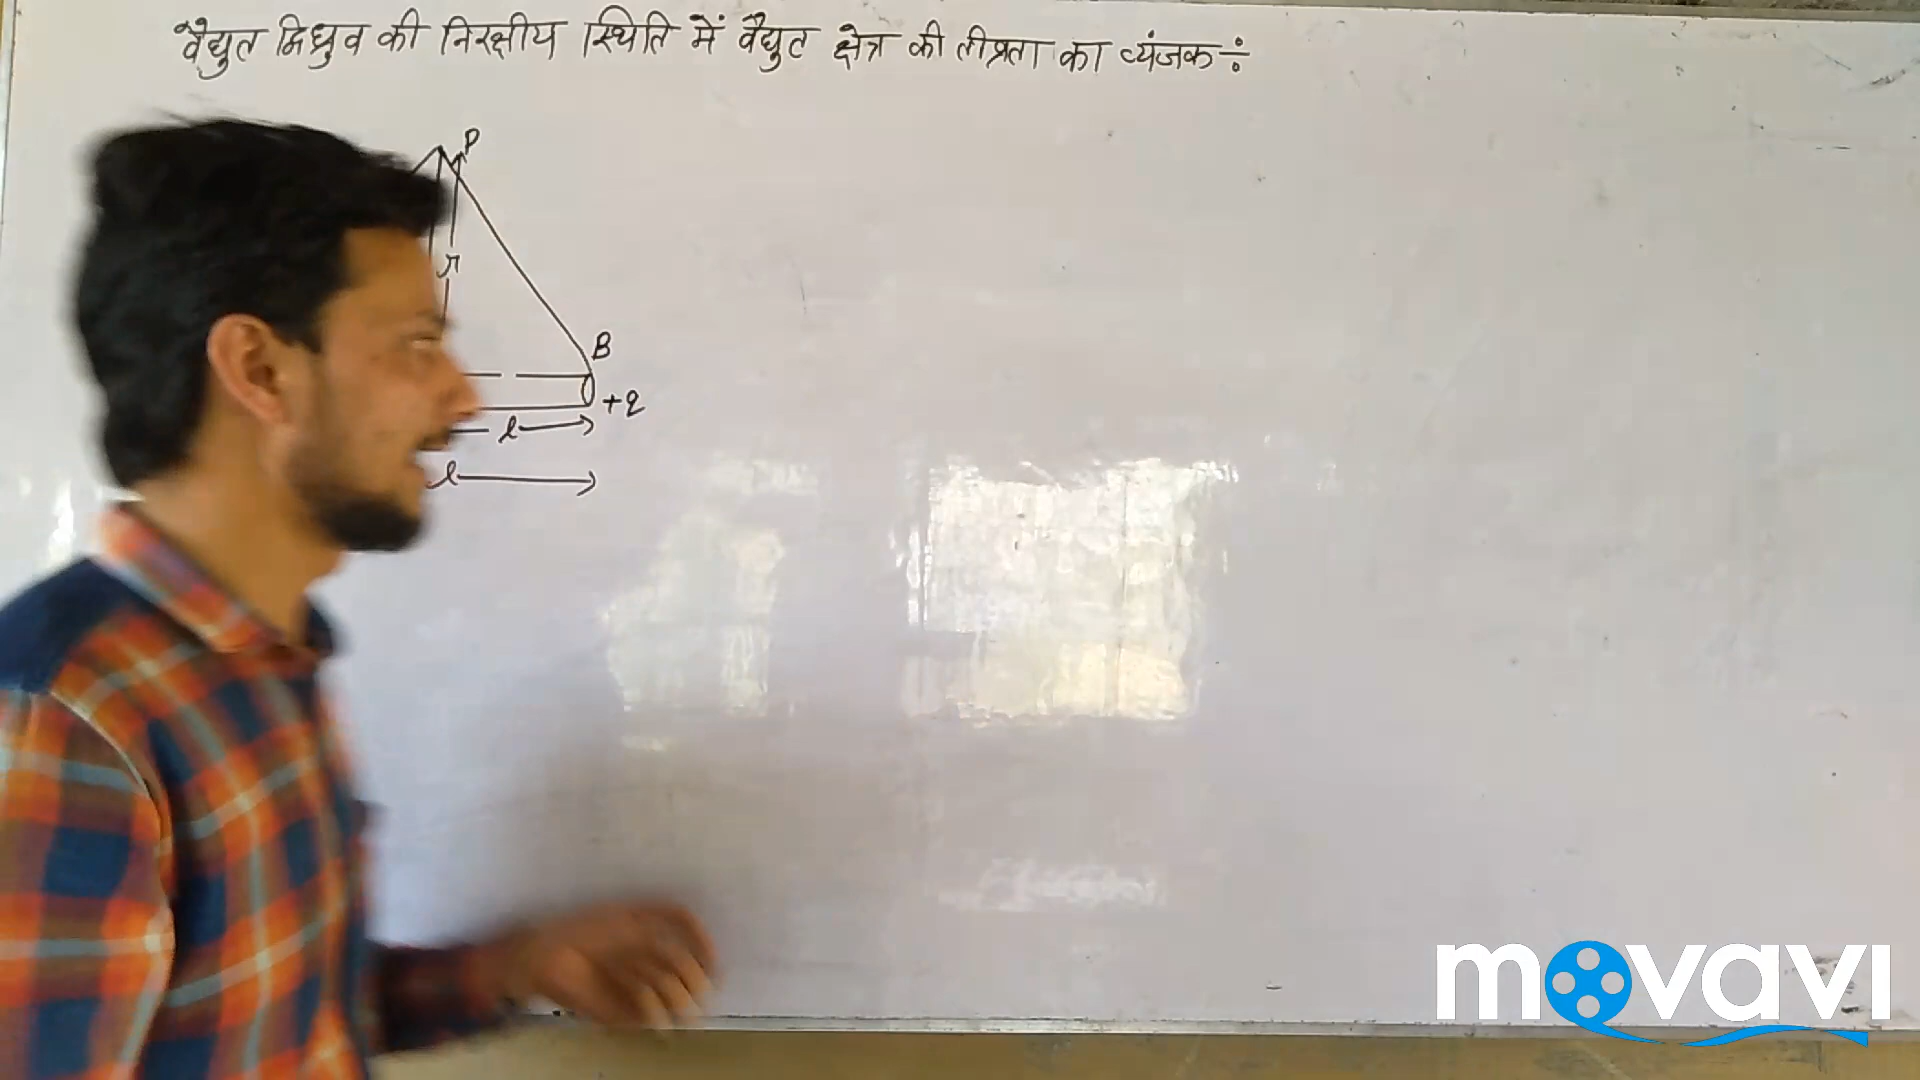 वैद्युत द्विध्रुव की निरक्षीय स्थिति में वैद्युत क्षेत्र की तीव्रता का व्यंजक ÷
P
r
B
+q
l
l
movavi